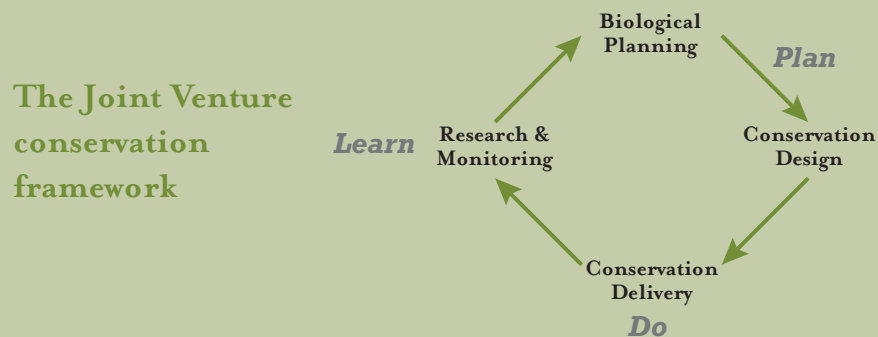 The Joint Venture
conservation
framework
Biological
Planning
Plan
Conservation
Design
Conservation
Delivery
Do
Research &
Monitoring
Learn